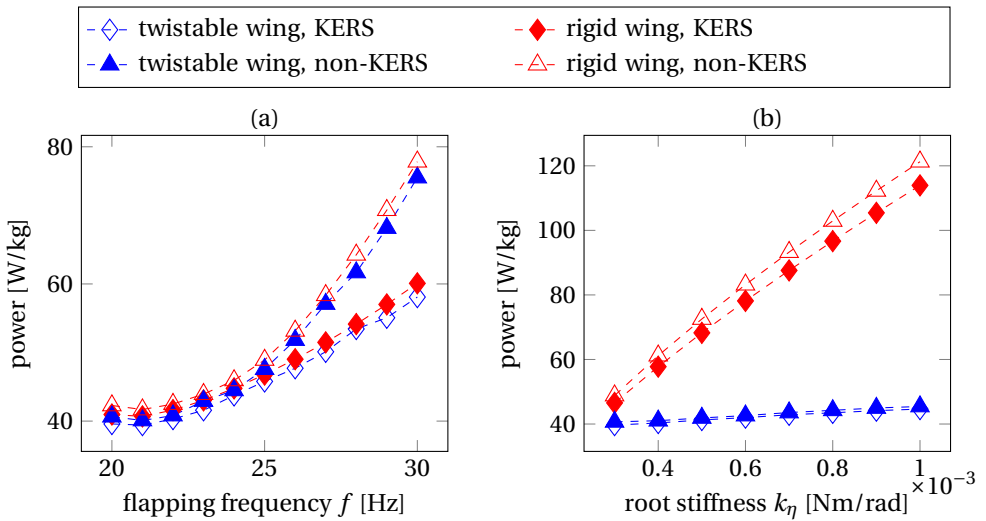 twistable wing, KERS
rigid wing, KERS
twistable wing, non-KERS
rigid wing, non-KERS
(a)
80
60
40
20
25
30
power [W/kg]
flapping frequency f [Hz]
(b)
120
100
80
60
40
0.4
0.6
0.8
1
×10⁻³
power [W/kg]
root stiffness kη [Nm/rad]